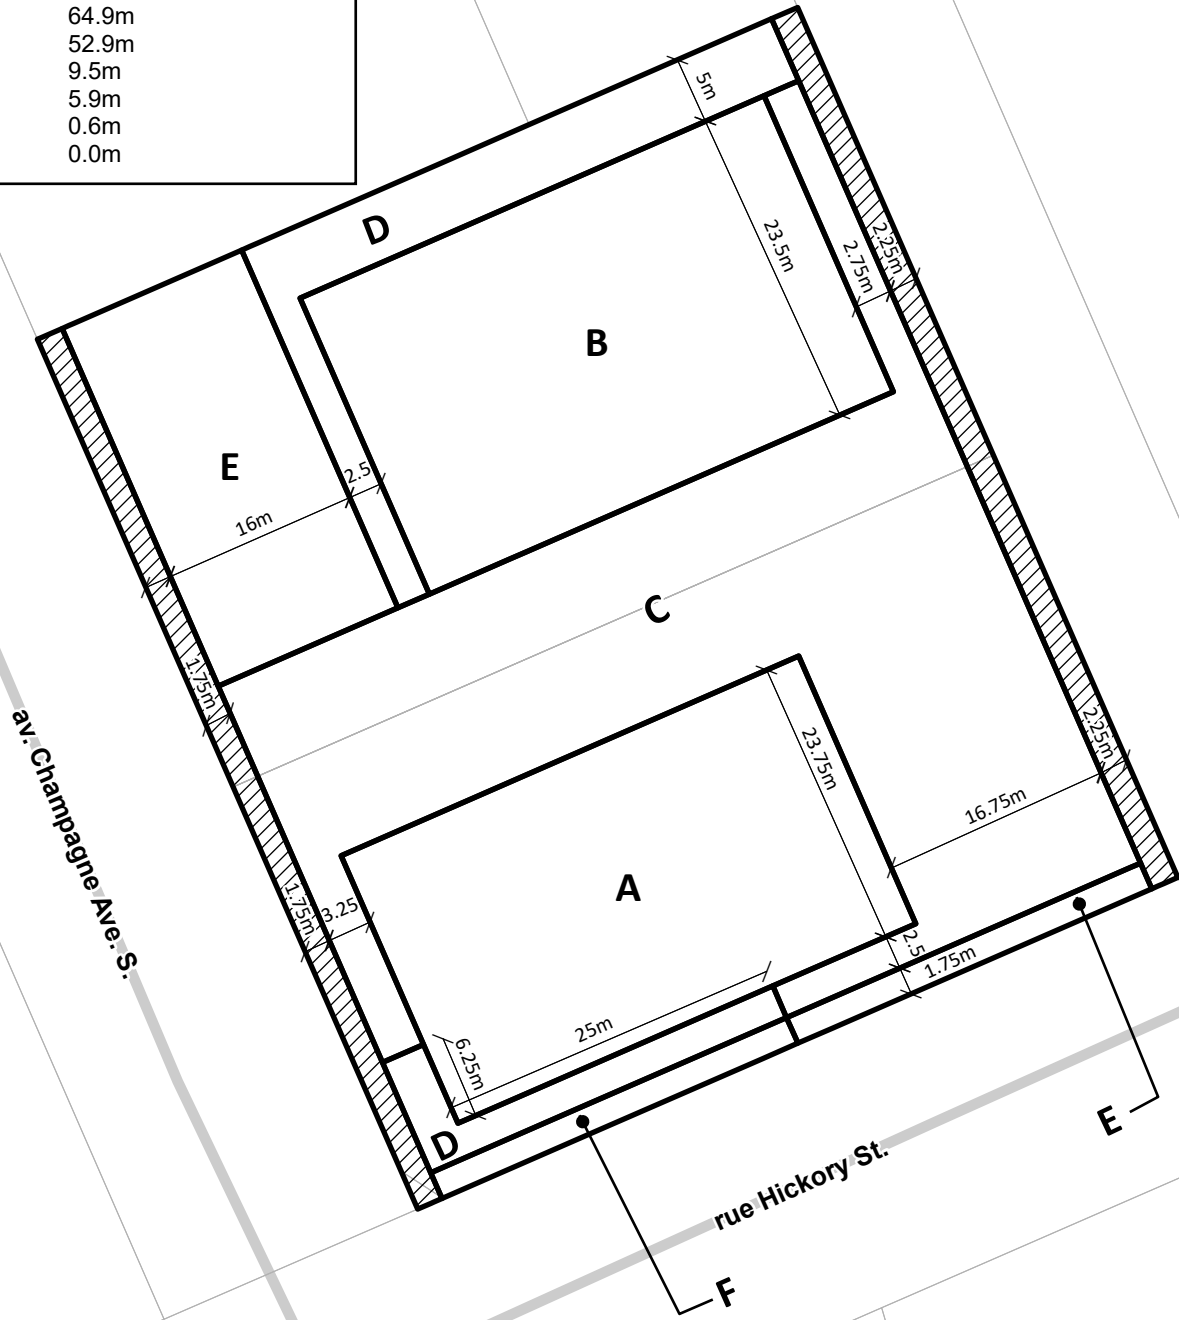 64.9m
52.9m
9.5m
5.9m
0.6m
0.0m
5m
D
23.5m
2.75m
2.25m
B
E
2.5
16m
C
1.75m
23.75m
2.25m
16.75m
av. Champagne Ave. S.
A
1.75m
3.25
2.5
1.75m
25m
6.25m
D
E
rue Hickory St.
F